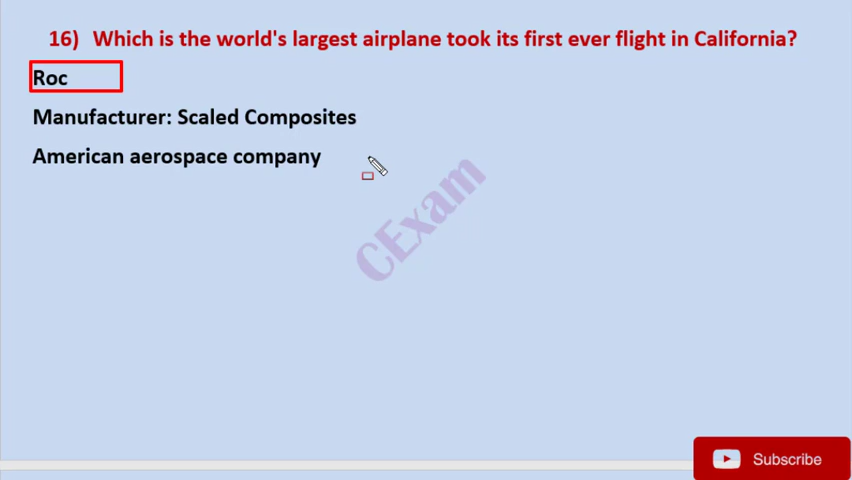 16) Which is the world's largest airplane took its first ever flight in California?
Roc
Manufacturer: Scaled Composites
American aerospace company
CExam
Subscribe